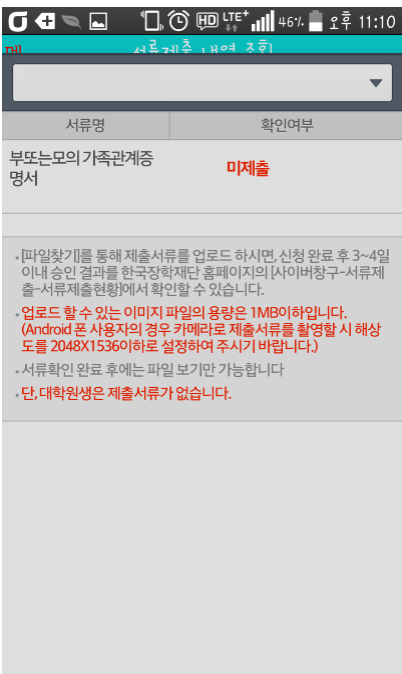 HD LTE+ 46% 오후 11:10
서류제출 내역 조회
서류명 확인여부
부또는모의 가족관계증
명서
미제출
• [파일찾기]를 통해 제출서류를 업로드 하시면, 신청 완료 후 3~4일
이내 승인 결과를 한국장학재단 홈페이지의 [사이버창구-서류제
출-서류제출현황]에서 확인할 수 있습니다.
• 업로드 할 수 있는 이미지 파일의 용량은 1MB이하입니다.
(Android 폰 사용자의 경우 카메라로 제출서류를 촬영할 시 해상
도를 2048X1536이하로 설정하여 주시기 바랍니다.)
• 서류확인 완료 후에는 파일 보기만 가능합니다
• 단, 대학원생은 제출서류가 없습니다.